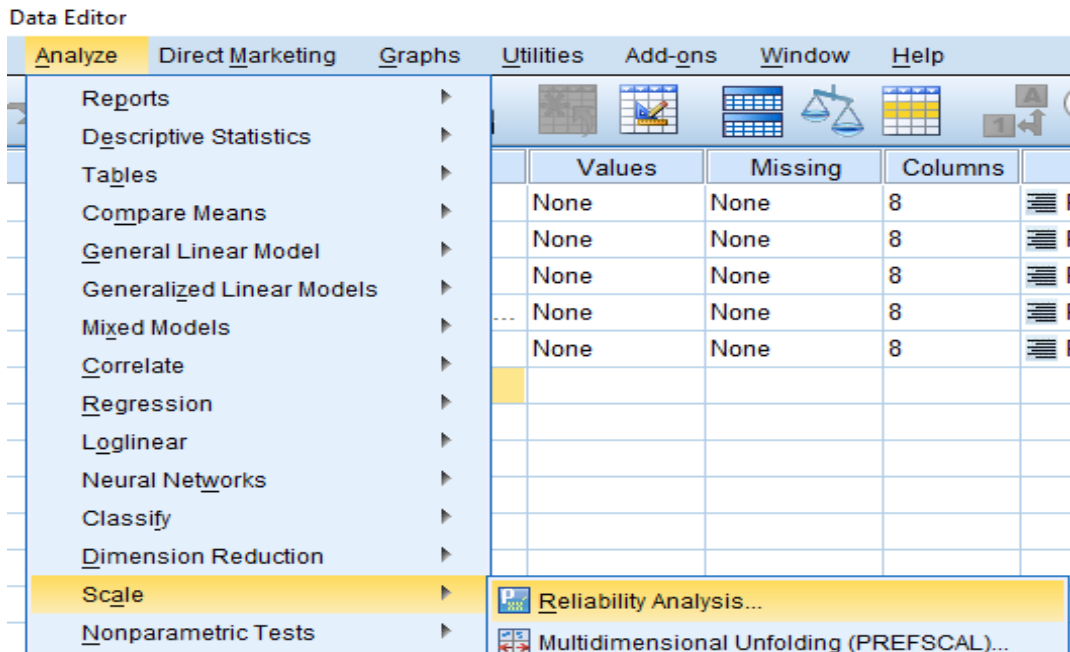 Data Editor
Analyze Direct Marketing Graphs Utilities Add-ons Window Help
Reports
Descriptive Statistics
Tables
Compare Means
General Linear Model
Generalized Linear Models
Mixed Models
Correlate
Regression
Loglinear
Neural Networks
Classify
Dimension Reduction
Scale
Nonparametric Tests
A
1
Values Missing Columns
None None 8
None None 8
None None 8
... None None 8
None None 8
Reliability Analysis...
Multidimensional Unfolding (PREFSCAL)...